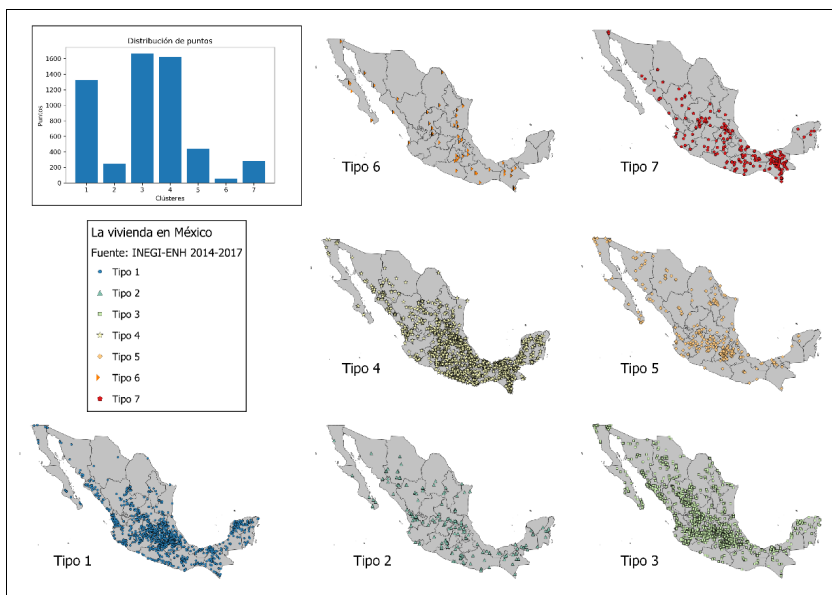 Distribución de puntos
1600
1400
1200
1000
800
600
400
200
0
Puntos
1 2 3 4 5 6 7
Clústeres
Tipo 6
Tipo 7
La vivienda en México
Fuente: INEGI-ENH 2014-2017
Tipo 1
Tipo 2
Tipo 3
Tipo 4
Tipo 5
Tipo 6
Tipo 7
Tipo 4
Tipo 5
Tipo 1
Tipo 2
Tipo 3